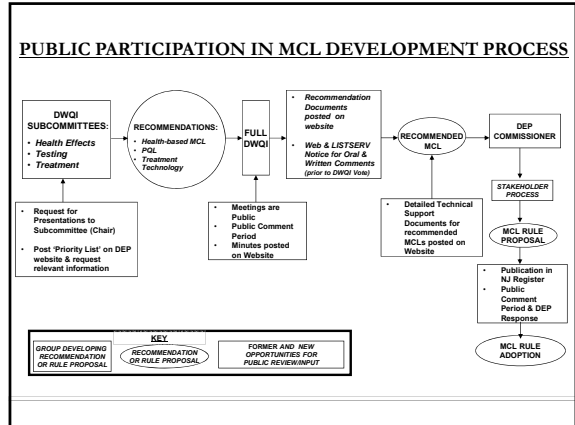 PUBLIC PARTICIPATION IN MCL DEVELOPMENT PROCESS
DWQI
SUBCOMMITTEES:
• Health Effects
• Testing
• Treatment
RECOMMENDATIONS:
• Health-based MCL
• PQL
• Treatment
Technology
FULL
DWQI
• Recommendation
Documents
posted on
website
• Web & LISTSERV
Notice for Oral &
Written Comments
(prior to DWQI Vote)
RECOMMENDED
MCL
DEP
COMMISSIONER
STAKEHOLDER
PROCESS
MCL RULE
PROPOSAL
• Request for
Presentations to
Subcommittee (Chair)
• Post ‘Priority List’ on DEP
website & request
relevant information
• Meetings are
Public
• Public Comment
Period
• Minutes posted
on Website
Detailed Technical
Support
Documents for
recommended
MCLs posted on
Website
• Publication in
NJ Register
• Public
Comment
Period & DEP
Response
MCL RULE
ADOPTION
KEY
GROUP DEVELOPING
RECOMMENDATION
OR RULE PROPOSAL
RECOMMENDATION
OR RULE PROPOSAL
FORMER AND NEW
OPPORTUNITIES FOR
PUBLIC REVIEW/INPUT